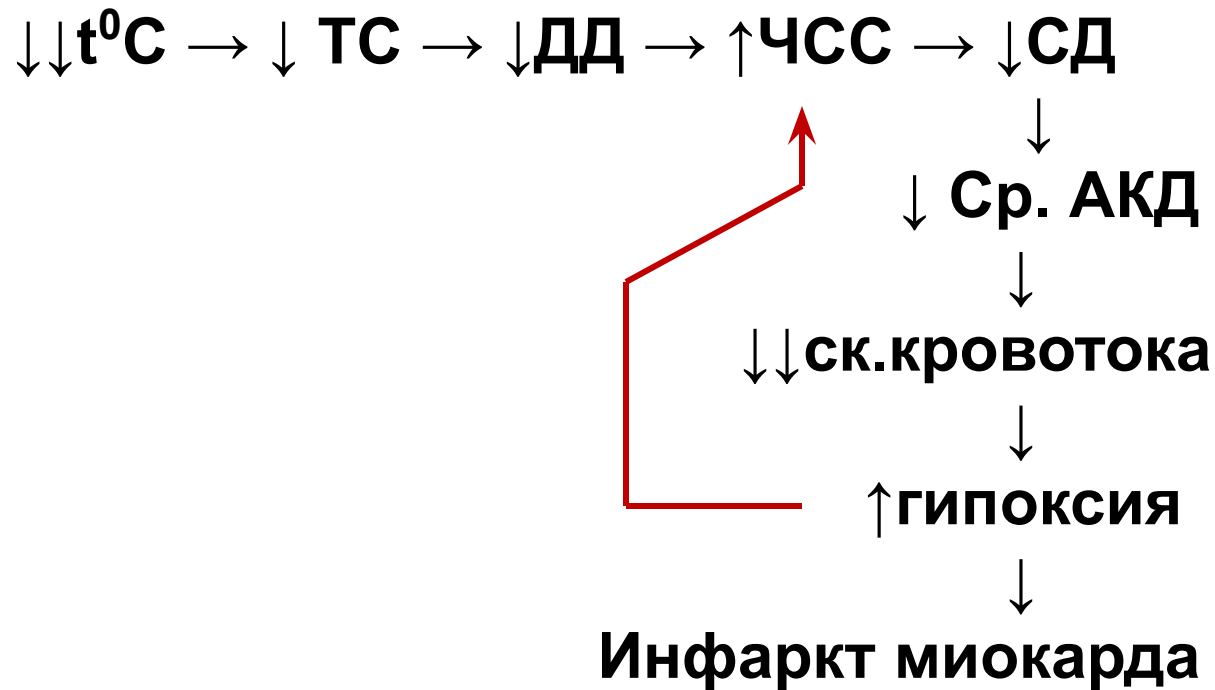 ↓↓t⁰C → ↓ ТС → ↓ДД → ↑ЧСС → ↓СД
↓
↓ Ср. АКД
↓
↓↓ск.кровотока
↓
↑гипоксия
↓
Инфаркт миокарда